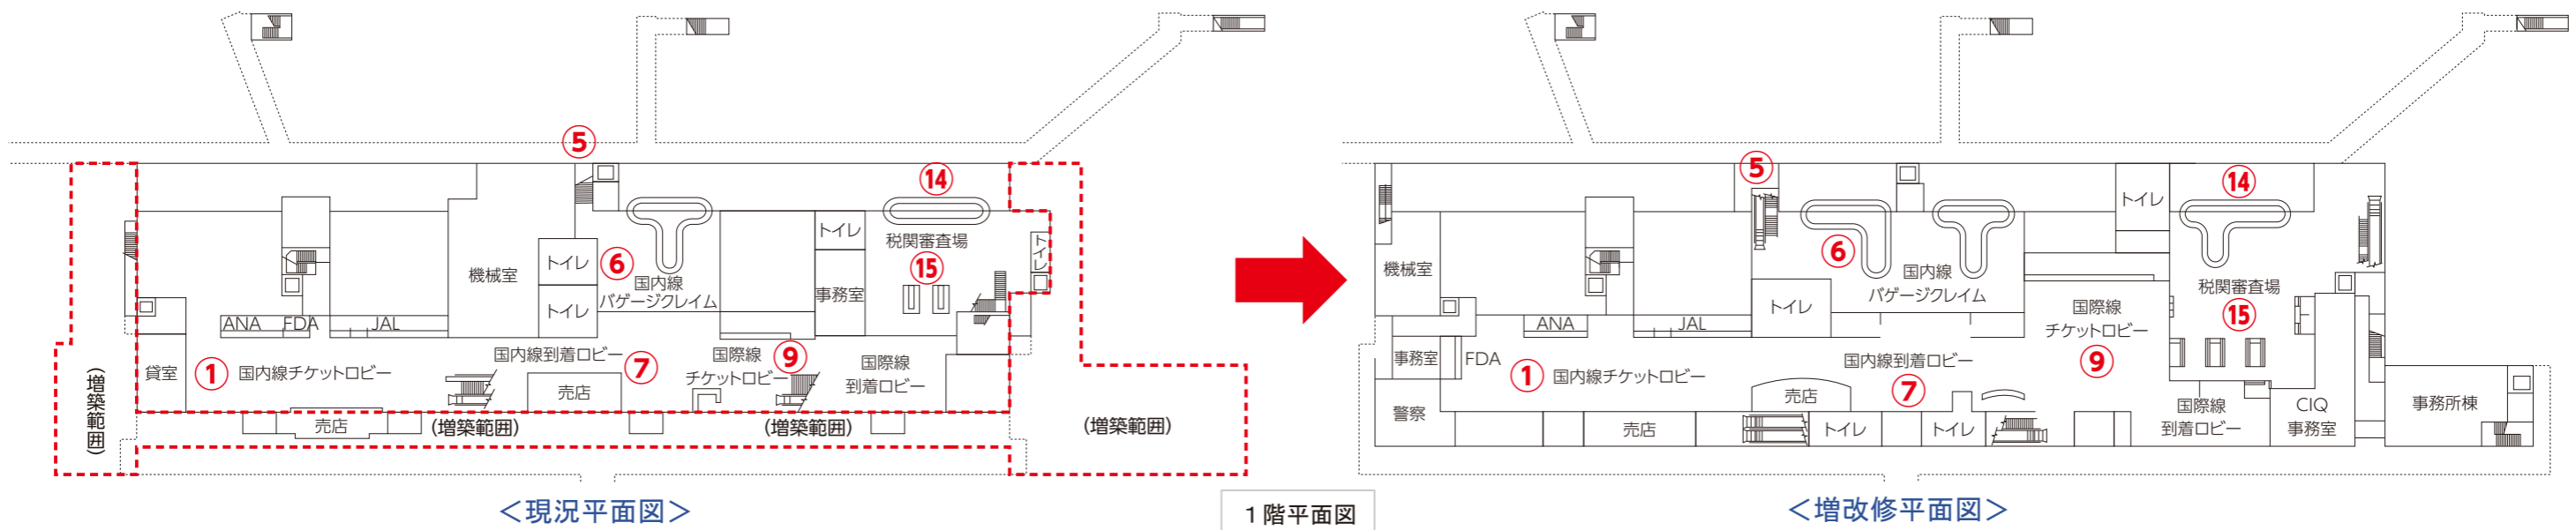 ⑤
⑭
トイレ
税関審査場
トイレ
機械室
トイレ
⑥
⑮
国内線
バゲージクレイム
事務室
トイレ
ANA
FDA
JAL
国内線到着ロビー
国際線
チケットロビー
⑨
国際線
到着ロビー
貸室
①
国内線チケットロビー
⑦
売店
(増築範囲)
売店
(増築範囲)
(増築範囲)
(増築範囲)
＜現況平面図＞
1階平面図
⑤
⑭
トイレ
機械室
⑥
国内線
バゲージクレイム
税関審査場
トイレ
国際線
チケットロビー
⑮
ANA
JAL
事務室
FDA
国内線到着ロビー
⑨
①
国内線チケットロビー
⑦
売店
警察
売店
トイレ
トイレ
国際線
到着ロビー
CIQ
事務室
事務所棟
＜増改修平面図＞